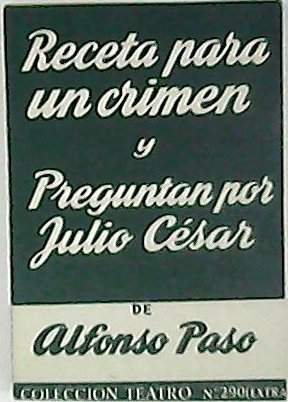 Receta para
un crimen
y
Preguntan por
Julio César
DE
Alfonso Paso
COLECCION TEATRO Nº 290 (EXTRA